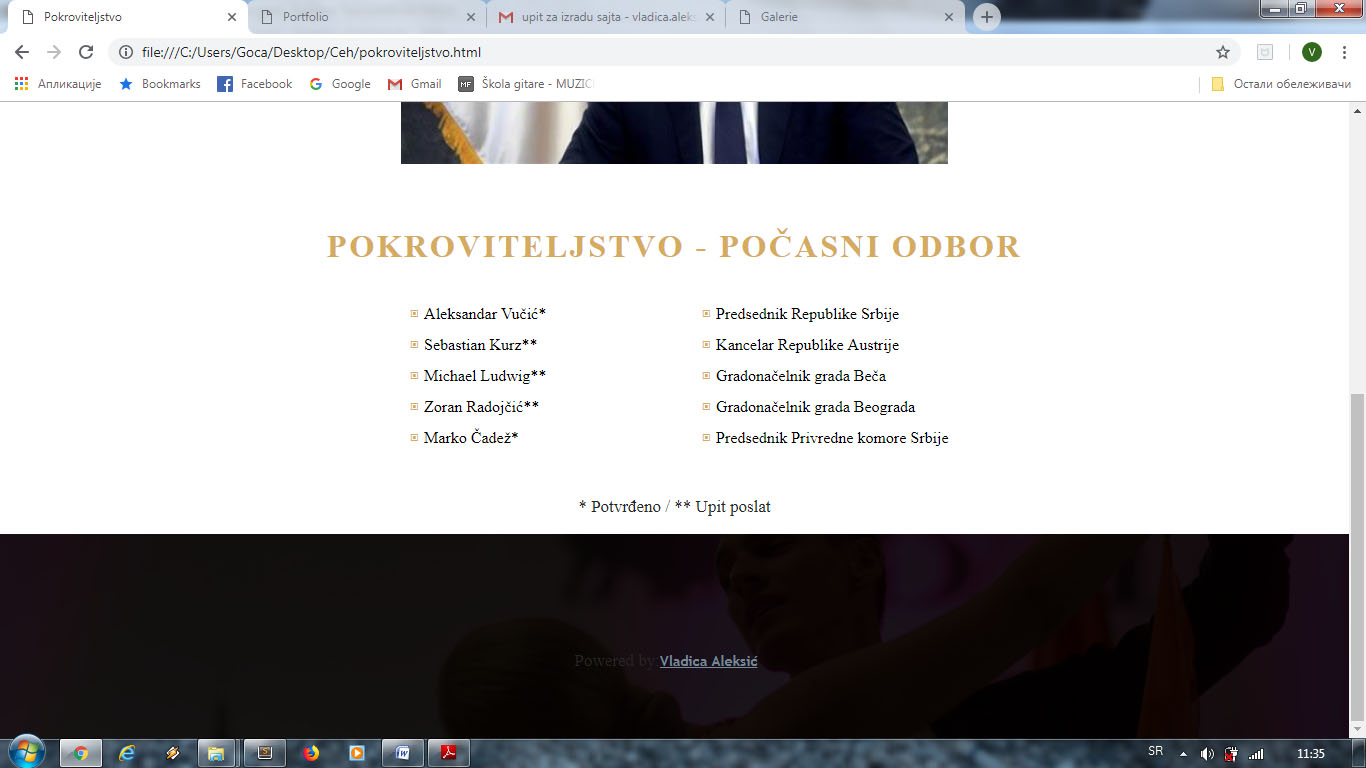 Pokroviteljstvo
Portfolio
upit za izradu sajta - vladica.aleks
Galerie
file:///C:/Users/Goca/Desktop/Ceh/pokroviteljstvo.html
V
Апликације
Bookmarks
Facebook
Google
Gmail
MF
Škola gitare - MUZIC
Остали обележивачи
POKROVITELJSTVO - POČASNI ODBOR
Aleksandar Vučić* Predsednik Republike Srbije
Sebastian Kurz** Kancelar Republike Austrije
Michael Ludwig** Gradonačelnik grada Beča
Zoran Radojčić** Gradonačelnik grada Beograda
Marko Čadež* Predsednik Privredne komore Srbije
* Potvrđeno / ** Upit poslat
Powered by:Vladica Aleksić
SR
11:35